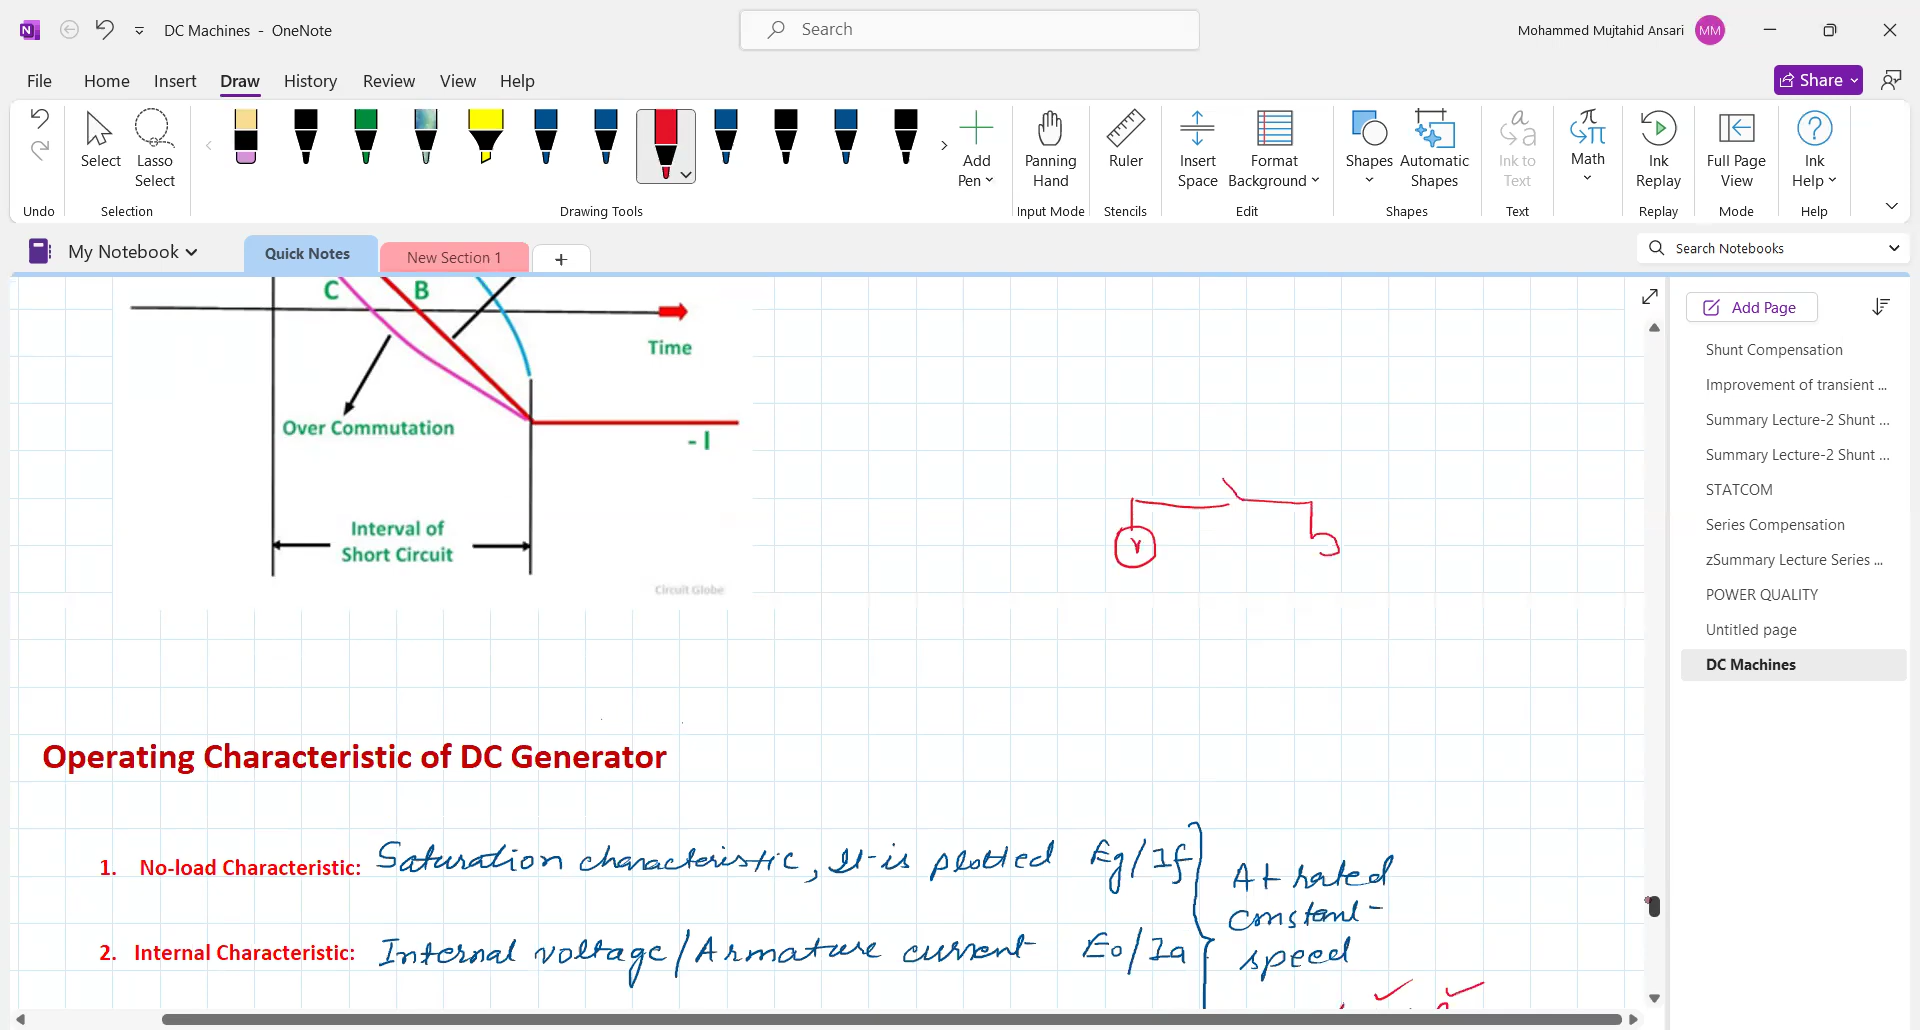 DC Machines - OneNote
Search
Mohammed Mujtahid Ansari
MM
File
Home
Insert
Draw
History
Review
View
Help
Share
Undo
Select
Lasso
Select
Selection
Drawing Tools
Add
Pen
Panning
Hand
Input Mode
Ruler
Stencils
Insert
Space
Format
Background
Edit
Shapes
Automatic
Shapes
Shapes
Ink to
Text
Text
Math
Ink
Replay
Replay
Full Page
View
Mode
Ink
Help
Help
My Notebook
Quick Notes
New Section 1
Search Notebooks
C
B
Time
Over Commutation
- I
Interval of
Short Circuit
Circuit Globe
V
Operating Characteristic of DC Generator
1. No-load Characteristic: Saturation characteristic, It is plotted Eg/If
2. Internal Characteristic: Internal voltage/Armature current Eo/Ia
At rated
constant
speed
Add Page
Shunt Compensation
Improvement of transient ...
Summary Lecture-2 Shunt ...
Summary Lecture-2 Shunt ...
STATCOM
Series Compensation
zSummary Lecture Series ...
POWER QUALITY
Untitled page
DC Machines